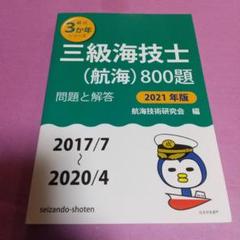 最近
3か年
シリーズ
三級海技士
(航海)800題
問題と解答
2021年版
航海技術研究会 編
2017/7
～
2020/4
seizando-shoten